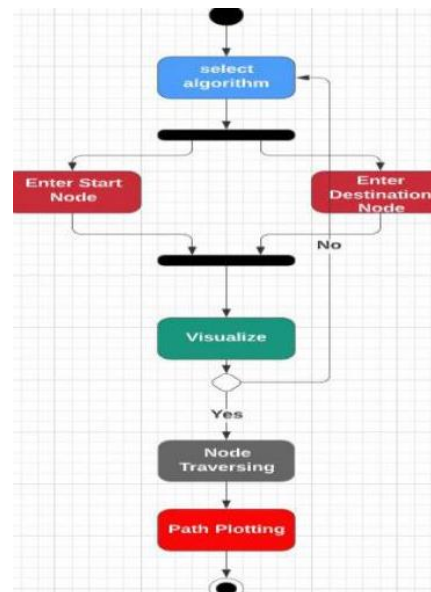 select
algorithm
Enter Start
Node
Enter
Destination
Node
No
Visualize
Yes
Node
Traversing
Path Plotting